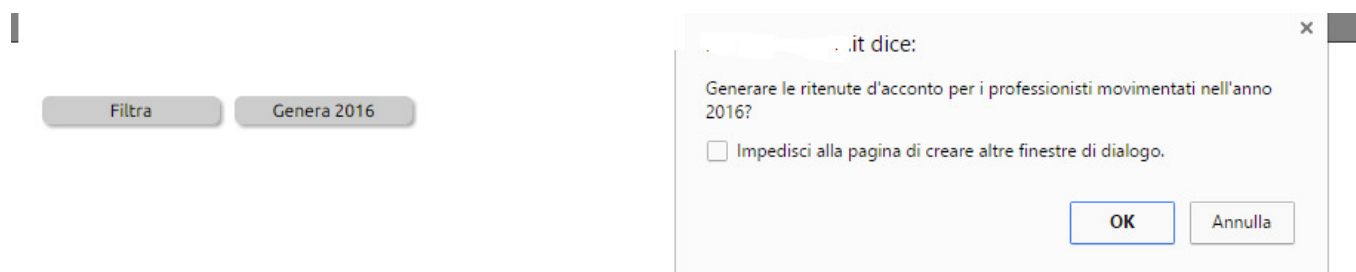 .it dice:
Generare le ritenute d'acconto per i professionisti movimentati nell'anno
2016?
Impedisci alla pagina di creare altre finestre di dialogo.
Filtra
Genera 2016
OK
Annulla